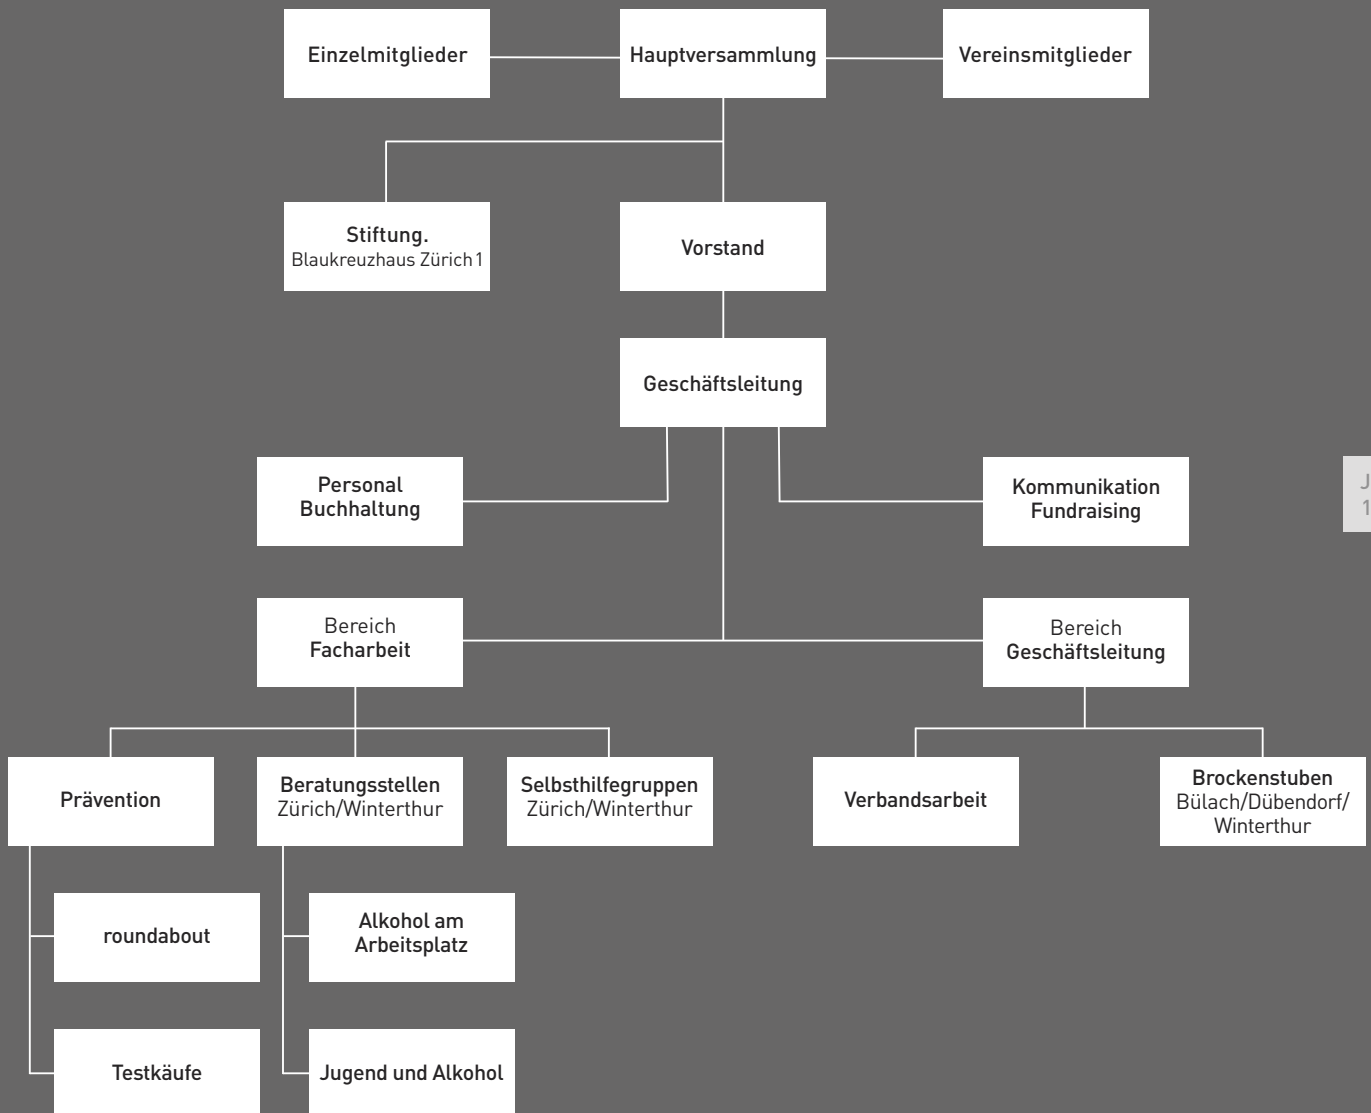 Einzelmitglieder
Hauptversammlung
Vereinsmitglieder
Stiftung.
Blaukreuzhaus Zürich 1
Vorstand
Geschäftsleitung
Personal
Buchhaltung
Kommunikation
Fundraising
J
1
Bereich
Facharbeit
Bereich
Geschäftsleitung
Prävention
Beratungsstellen
Zürich/Winterthur
Selbsthilfegruppen
Zürich/Winterthur
Verbandsarbeit
Brockenstuben
Bülach/Dübendorf/
Winterthur
roundabout
Alkohol am
Arbeitsplatz
Testkäufe
Jugend und Alkohol